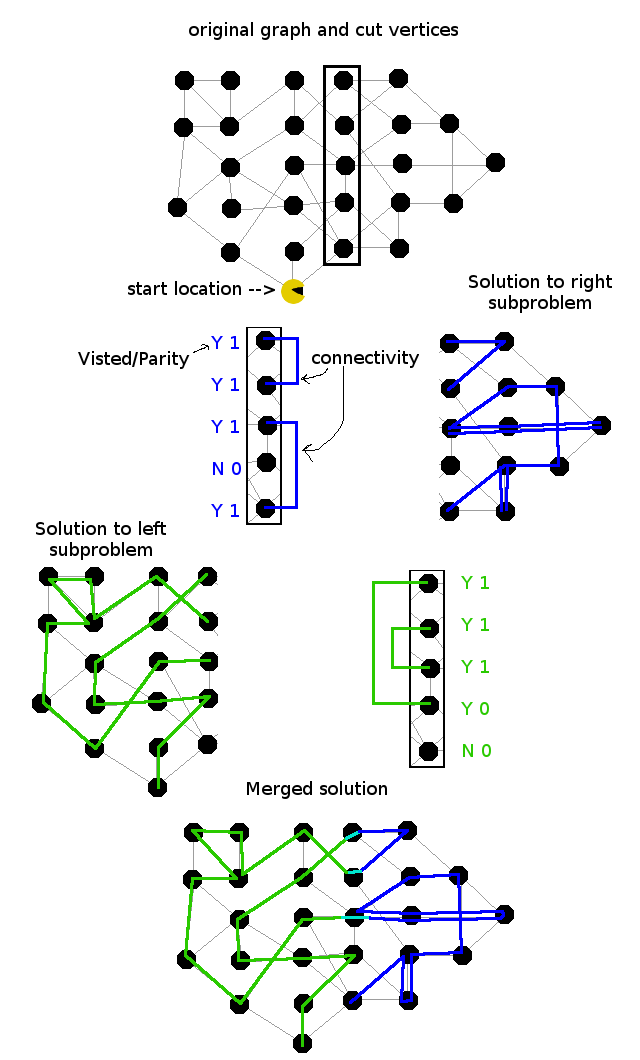 original graph and cut vertices
start location -->
Solution to right
subproblem
Visted/Parity
connectivity
Y 1
Y 1
Y 1
N 0
Y 1
Solution to left
subproblem
Y 1
Y 1
Y 1
Y 0
N 0
Merged solution